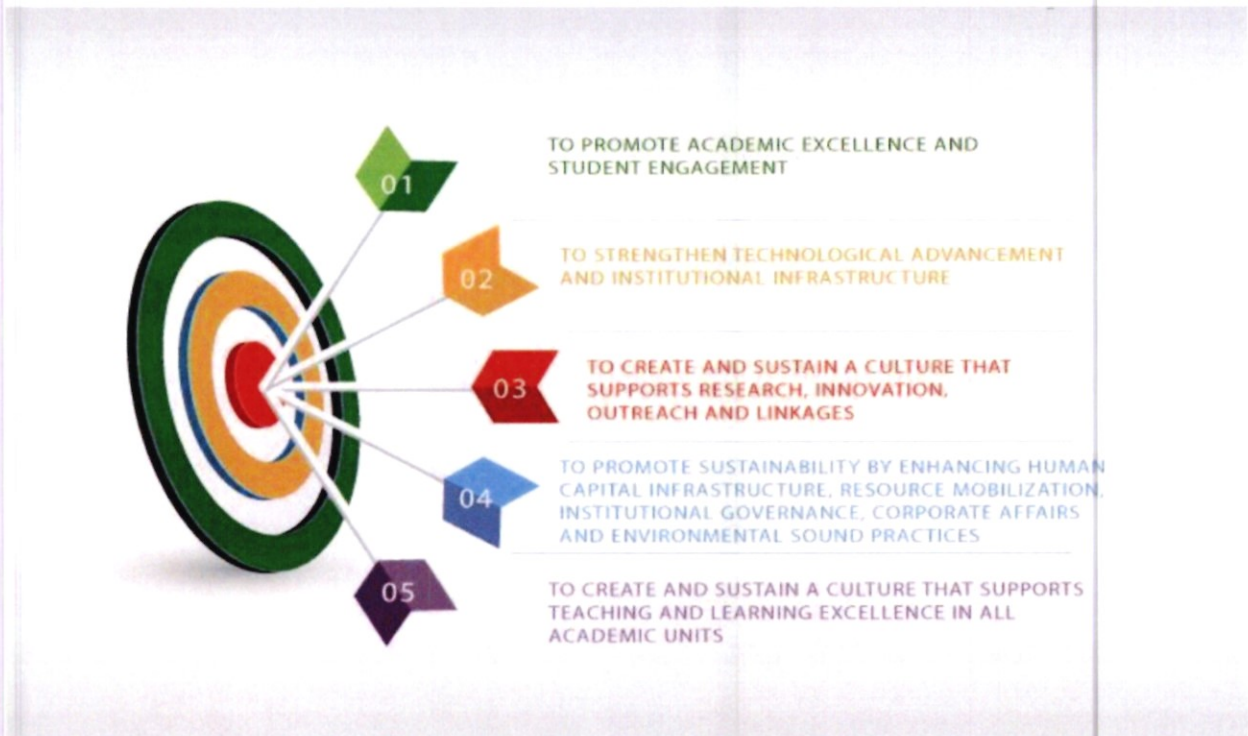 01
TO PROMOTE ACADEMIC EXCELLENCE AND
STUDENT ENGAGEMENT
02
TO STRENGTHEN TECHNOLOGICAL ADVANCEMENT
AND INSTITUTIONAL INFRASTRUCTURE
03
TO CREATE AND SUSTAIN A CULTURE THAT
SUPPORTS RESEARCH, INNOVATION,
OUTREACH AND LINKAGES
04
TO PROMOTE SUSTAINABILITY BY ENHANCING HUMAN
CAPITAL INFRASTRUCTURE, RESOURCE MOBILIZATION,
INSTITUTIONAL GOVERNANCE, CORPORATE AFFAIRS
AND ENVIRONMENTAL SOUND PRACTICES
05
TO CREATE AND SUSTAIN A CULTURE THAT SUPPORTS
TEACHING AND LEARNING EXCELLENCE IN ALL
ACADEMIC UNITS